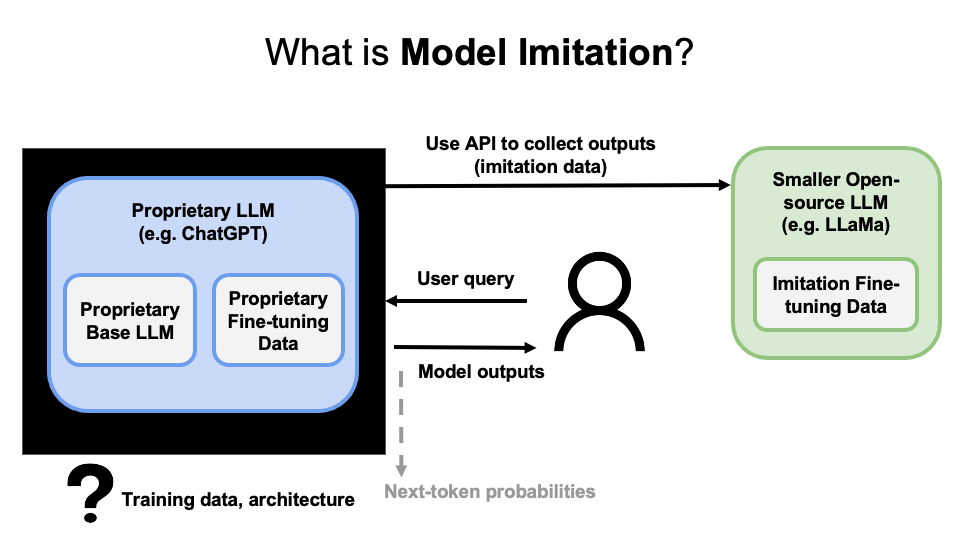 What is Model Imitation?
Use API to collect outputs
(imitation data)
Proprietary LLM
(e.g. ChatGPT)
Proprietary
Base LLM
Proprietary
Fine-tuning
Data
User query
Model outputs
Smaller Open-
source LLM
(e.g. LLaMa)
Imitation Fine-
tuning Data
?
Training data, architecture
Next-token probabilities